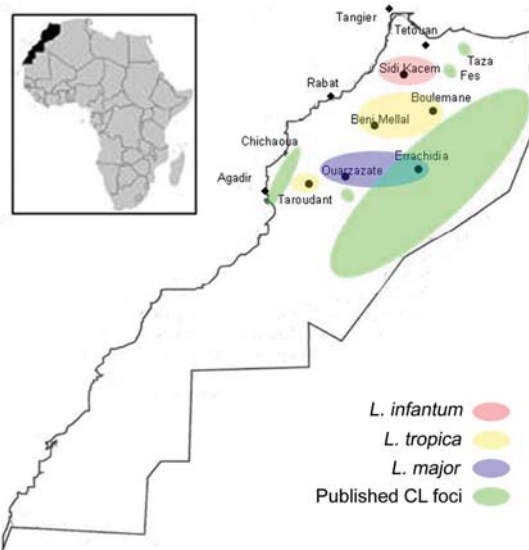 Tangier
Tetouan
Taza
Sidi Kacem
Fes
Rabat
Boulemane
Beni Mellal
Chichaoua
Errachidia
Ouarzazate
Agadir
Taroudant
L. infantum
L. tropica
L. major
Published CL foci